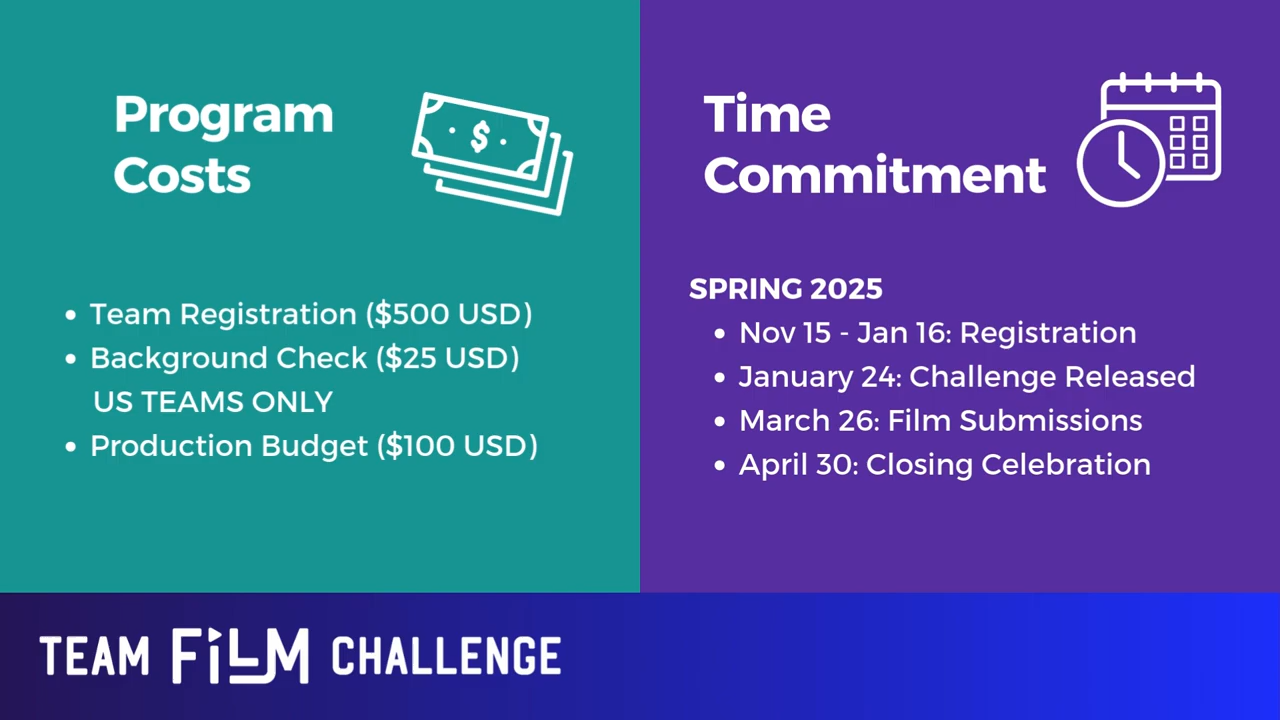 Program
Costs
Team Registration ($500 USD)
Background Check ($25 USD)
US TEAMS ONLY
Production Budget ($100 USD)
Time
Commitment
SPRING 2025
Nov 15 - Jan 16: Registration
January 24: Challenge Released
March 26: Film Submissions
April 30: Closing Celebration
TEAM FiLM CHALLENGE